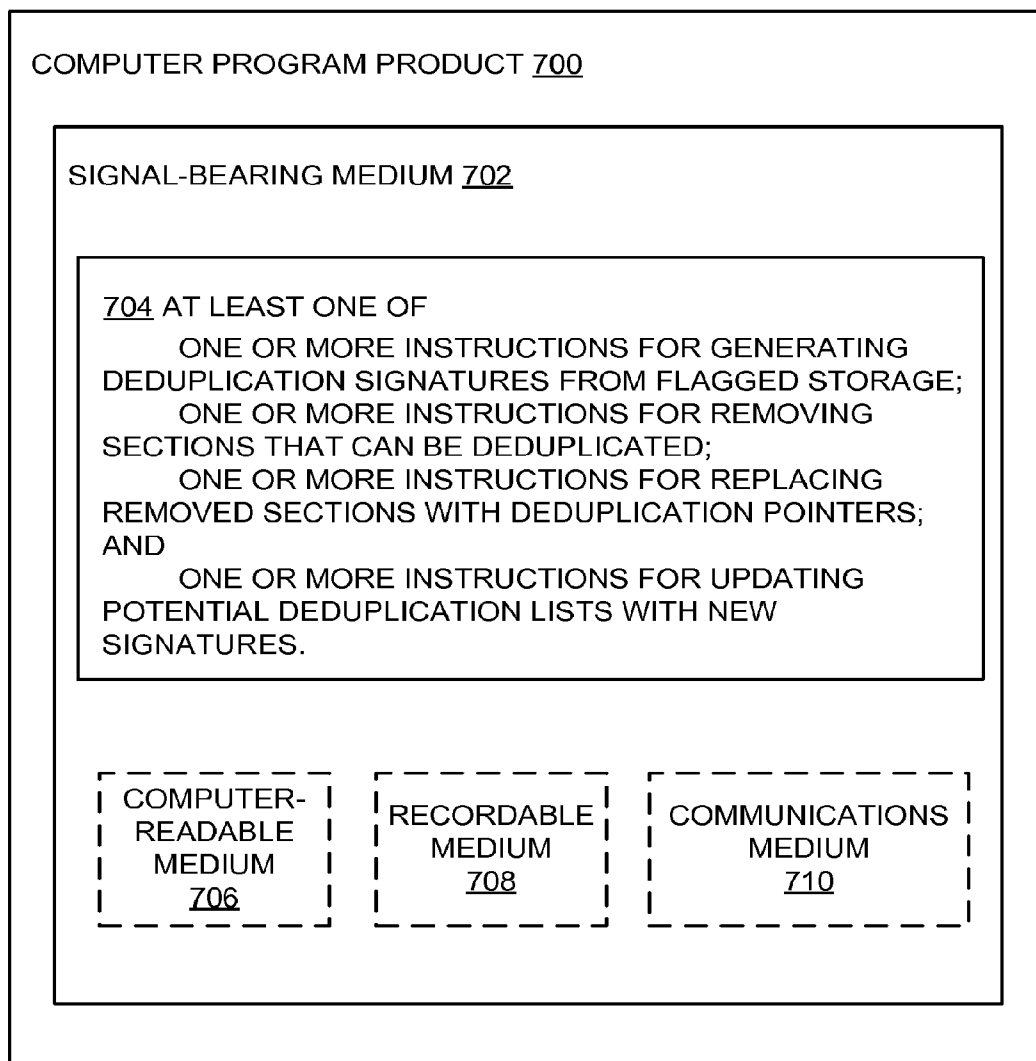 COMPUTER PROGRAM PRODUCT 700
SIGNAL-BEARING MEDIUM 702
704 AT LEAST ONE OF
ONE OR MORE INSTRUCTIONS FOR GENERATING
DEDUPLICATION SIGNATURES FROM FLAGGED STORAGE;
ONE OR MORE INSTRUCTIONS FOR REMOVING
SECTIONS THAT CAN BE DEDUPLICATED;
ONE OR MORE INSTRUCTIONS FOR REPLACING
REMOVED SECTIONS WITH DEDUPLICATION POINTERS;
AND
ONE OR MORE INSTRUCTIONS FOR UPDATING
POTENTIAL DEDUPLICATION LISTS WITH NEW
SIGNATURES.
COMPUTER-
READABLE
MEDIUM
706
RECORDABLE
MEDIUM
708
COMMUNICATIONS
MEDIUM
710